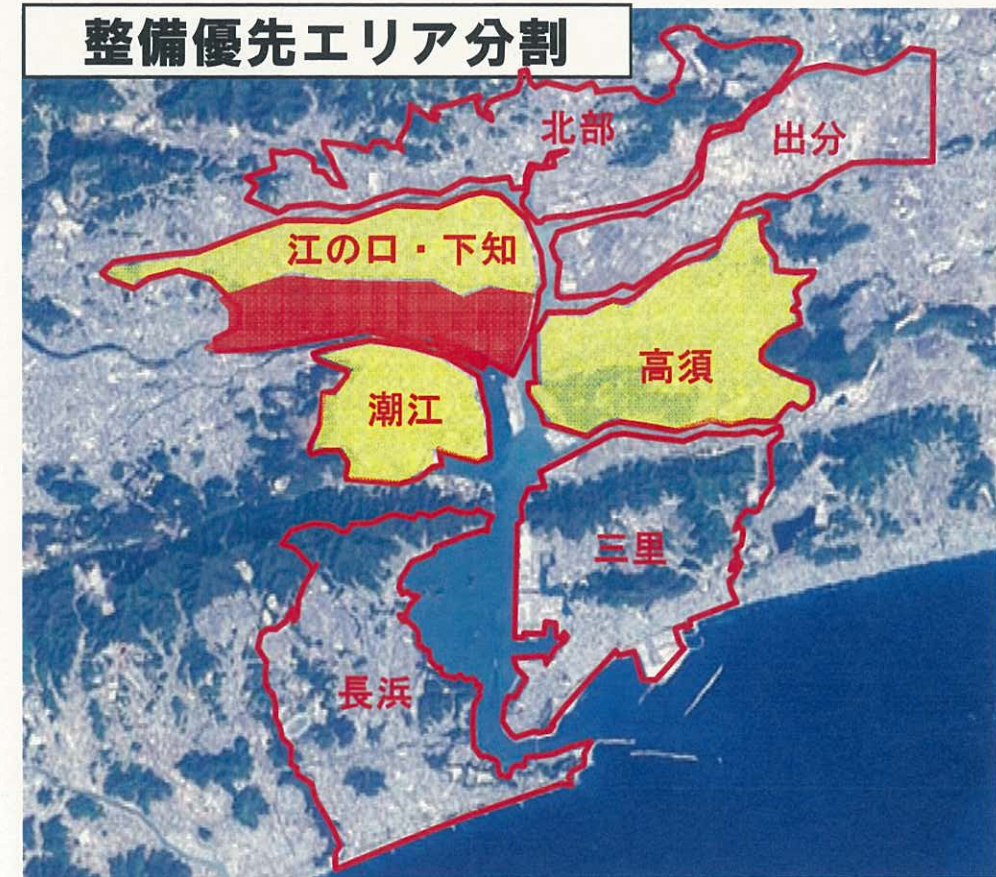 整備優先エリア分割
北部
出分
江の口・下知
高須
潮江
三里
長浜